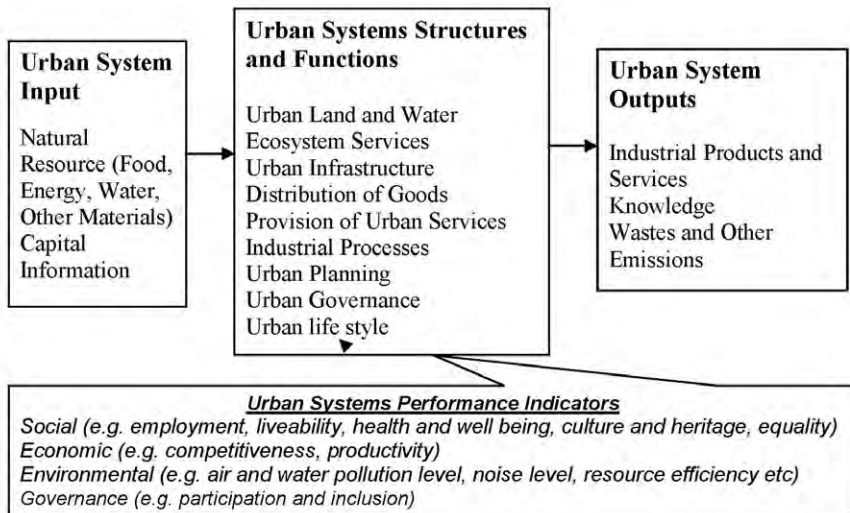 Urban System
Input
Natural
Resource (Food,
Energy, Water,
Other Materials)
Capital
Information
Urban Systems Structures
and Functions
Urban Land and Water
Ecosystem Services
Urban Infrastructure
Distribution of Goods
Provision of Urban Services
Industrial Processes
Urban Planning
Urban Governance
Urban life style
Urban System
Outputs
Industrial Products and
Services
Knowledge
Wastes and Other
Emissions
Urban Systems Performance Indicators
Social (e.g. employment, liveability, health and well being, culture and heritage, equality)
Economic (e.g. competitiveness, productivity)
Environmental (e.g. air and water pollution level, noise level, resource efficiency etc)
Governance (e.g. participation and inclusion)